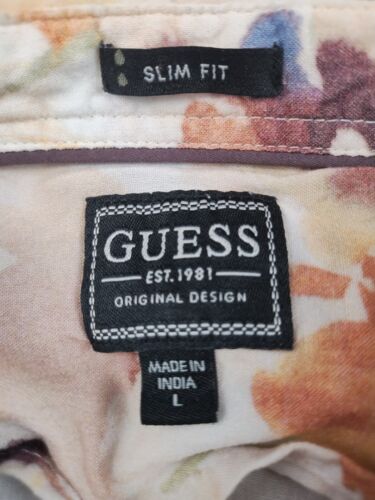 SLIM FIT
GUESS
EST. 1981
ORIGINAL DESIGN
MADE IN
INDIA
L